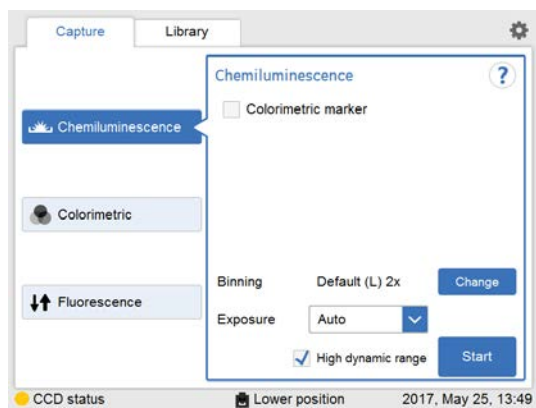 Capture
Library
Chemiluminescence
Colorimetric
Fluorescence
Chemiluminescence
?
Colorimetric marker
Binning Default (L) 2x Change
Exposure Auto
High dynamic range Start
CCD status Lower position 2017, May 25, 13:49